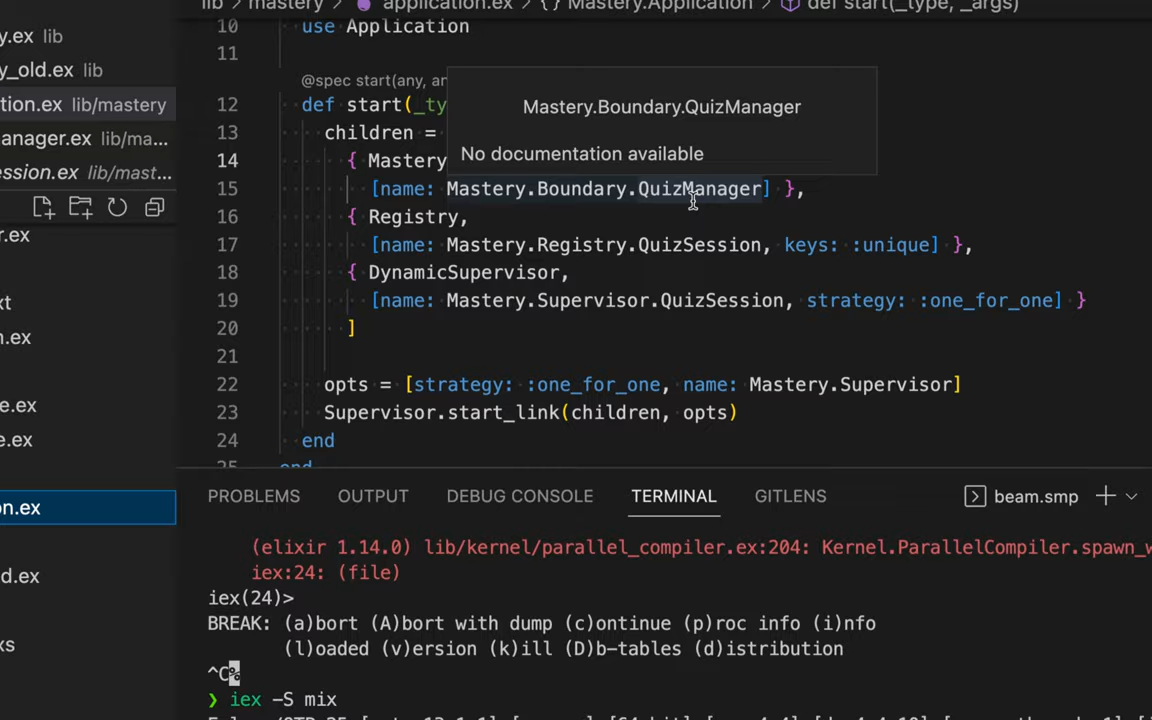 lib > mastery > application.ex > {} Mastery.Application > def start(_type, _args)
y.ex lib
y_old.ex lib
tion.ex lib/mastery
anager.ex lib/ma...
ession.ex lib/mast...
r.ex
xt
n.ex
e.ex
e.ex
on.ex
d.ex
xs
s
10 use Application
11
@spec start(any, an
12 def start(_ty
13 children =
14 { Mastery
15 [name: Mastery.Boundary.QuizManager] },
16 { Registry,
17 [name: Mastery.Registry.QuizSession, keys: :unique] },
18 { DynamicSupervisor,
19 [name: Mastery.Supervisor.QuizSession, strategy: :one_for_one] }
20 ]
21
22 opts = [strategy: :one_for_one, name: Mastery.Supervisor]
23 Supervisor.start_link(children, opts)
24 end
25 end
Mastery.Boundary.QuizManager
No documentation available
PROBLEMS OUTPUT DEBUG CONSOLE TERMINAL GITLENS beam.smp
(elixir 1.14.0) lib/kernel/parallel_compiler.ex:204: Kernel.ParallelCompiler.spawn_w
iex:24: (file)
iex(24)>
BREAK: (a)bort (A)bort with dump (c)ontinue (p)roc info (i)nfo
(l)oaded (v)ersion (k)ill (D)b-tables (d)istribution
^C%
❯ iex -S mix